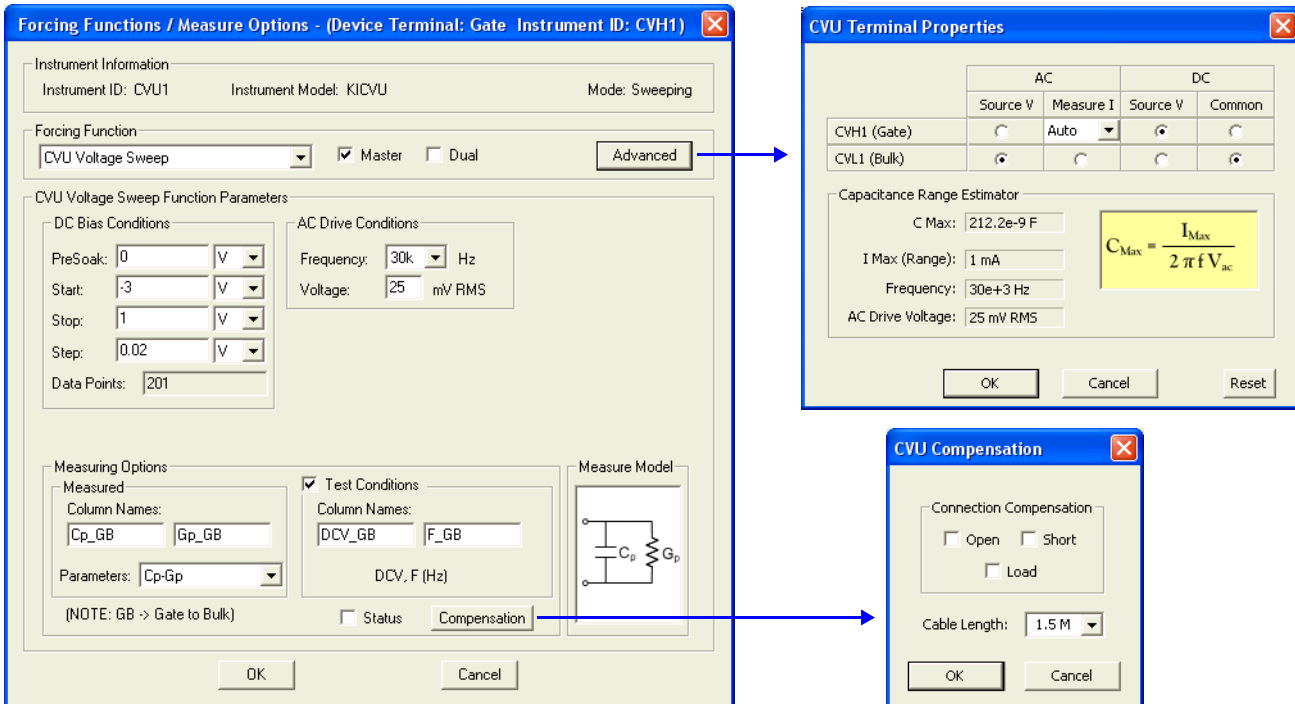 Forcing Functions / Measure Options - (Device Terminal: Gate Instrument ID: CVH1)
Instrument Information
Instrument ID: CVU1 Instrument Model: KICVU Mode: Sweeping
Forcing Function
CVU Voltage Sweep Master Dual Advanced
CVU Voltage Sweep Function Parameters
DC Bias Conditions
PreSoak: 0 V
Start: -3 V
Stop: 1 V
Step: 0.02 V
Data Points: 201
AC Drive Conditions
Frequency: 30k Hz
Voltage: 25 mV RMS
Measuring Options
Measured
Column Names:
Cp_GB Gp_GB
Parameters: Cp-Gp
(NOTE: GB -> Gate to Bulk)
Test Conditions
Column Names:
DCV_GB F_GB
DCV, F (Hz)
Status Compensation
Measure Model
Cp Gp
OK Cancel
CVU Terminal Properties
AC DC
Source V Measure I Source V Common
CVH1 (Gate) Auto
CVL1 (Bulk)
Capacitance Range Estimator
C Max: 212.2e-9 F
I Max (Range): 1 mA
Frequency: 30e+3 Hz
AC Drive Voltage: 25 mV RMS
C_Max = I_Max / 2 π f V_ac
OK Cancel Reset
CVU Compensation
Connection Compensation
Open Short
Load
Cable Length: 1.5 M
OK Cancel